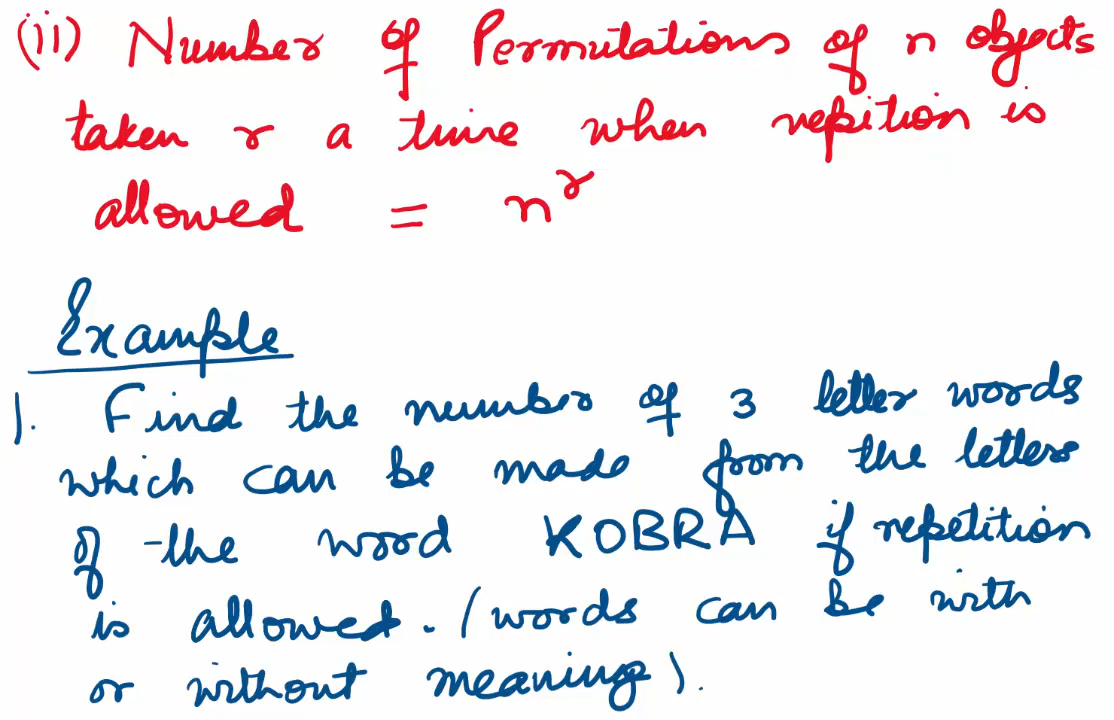 (ii) Number of Permutations of n objects
taken r a time when repition is
allowed = n^r
Example
1. Find the number of 3 letter words
which can be made from the letters
of the word KOBRA if repetition
is allowed. (words can be with
or without meaning).